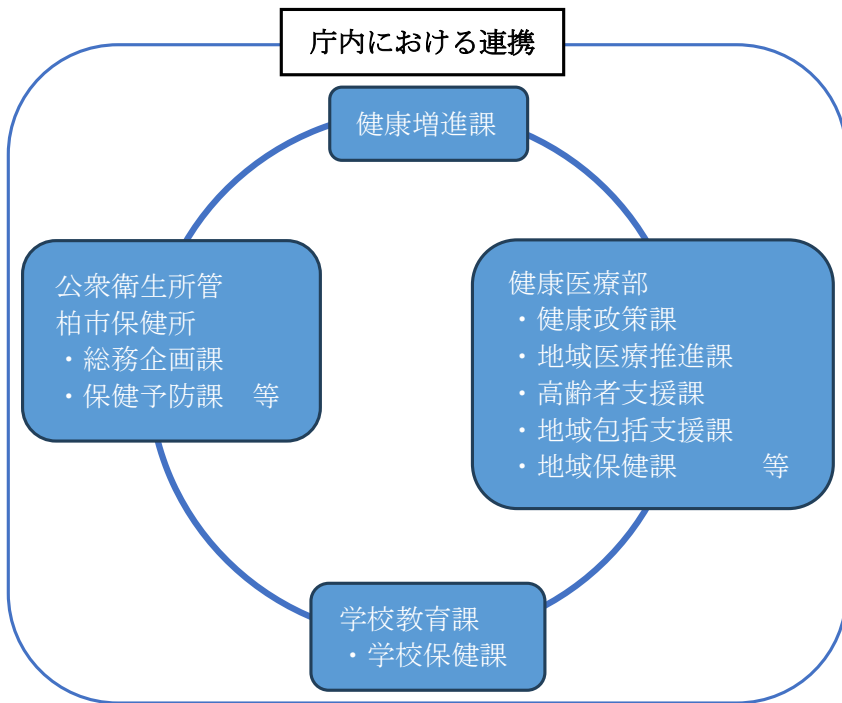 庁内における連携
健康増進課
公衆衛生所管
柏市保健所
・総務企画課
・保健予防課　等
健康医療部
・健康政策課
・地域医療推進課
・高齢者支援課
・地域包括支援課
・地域保健課　　　等
学校教育課
・学校保健課